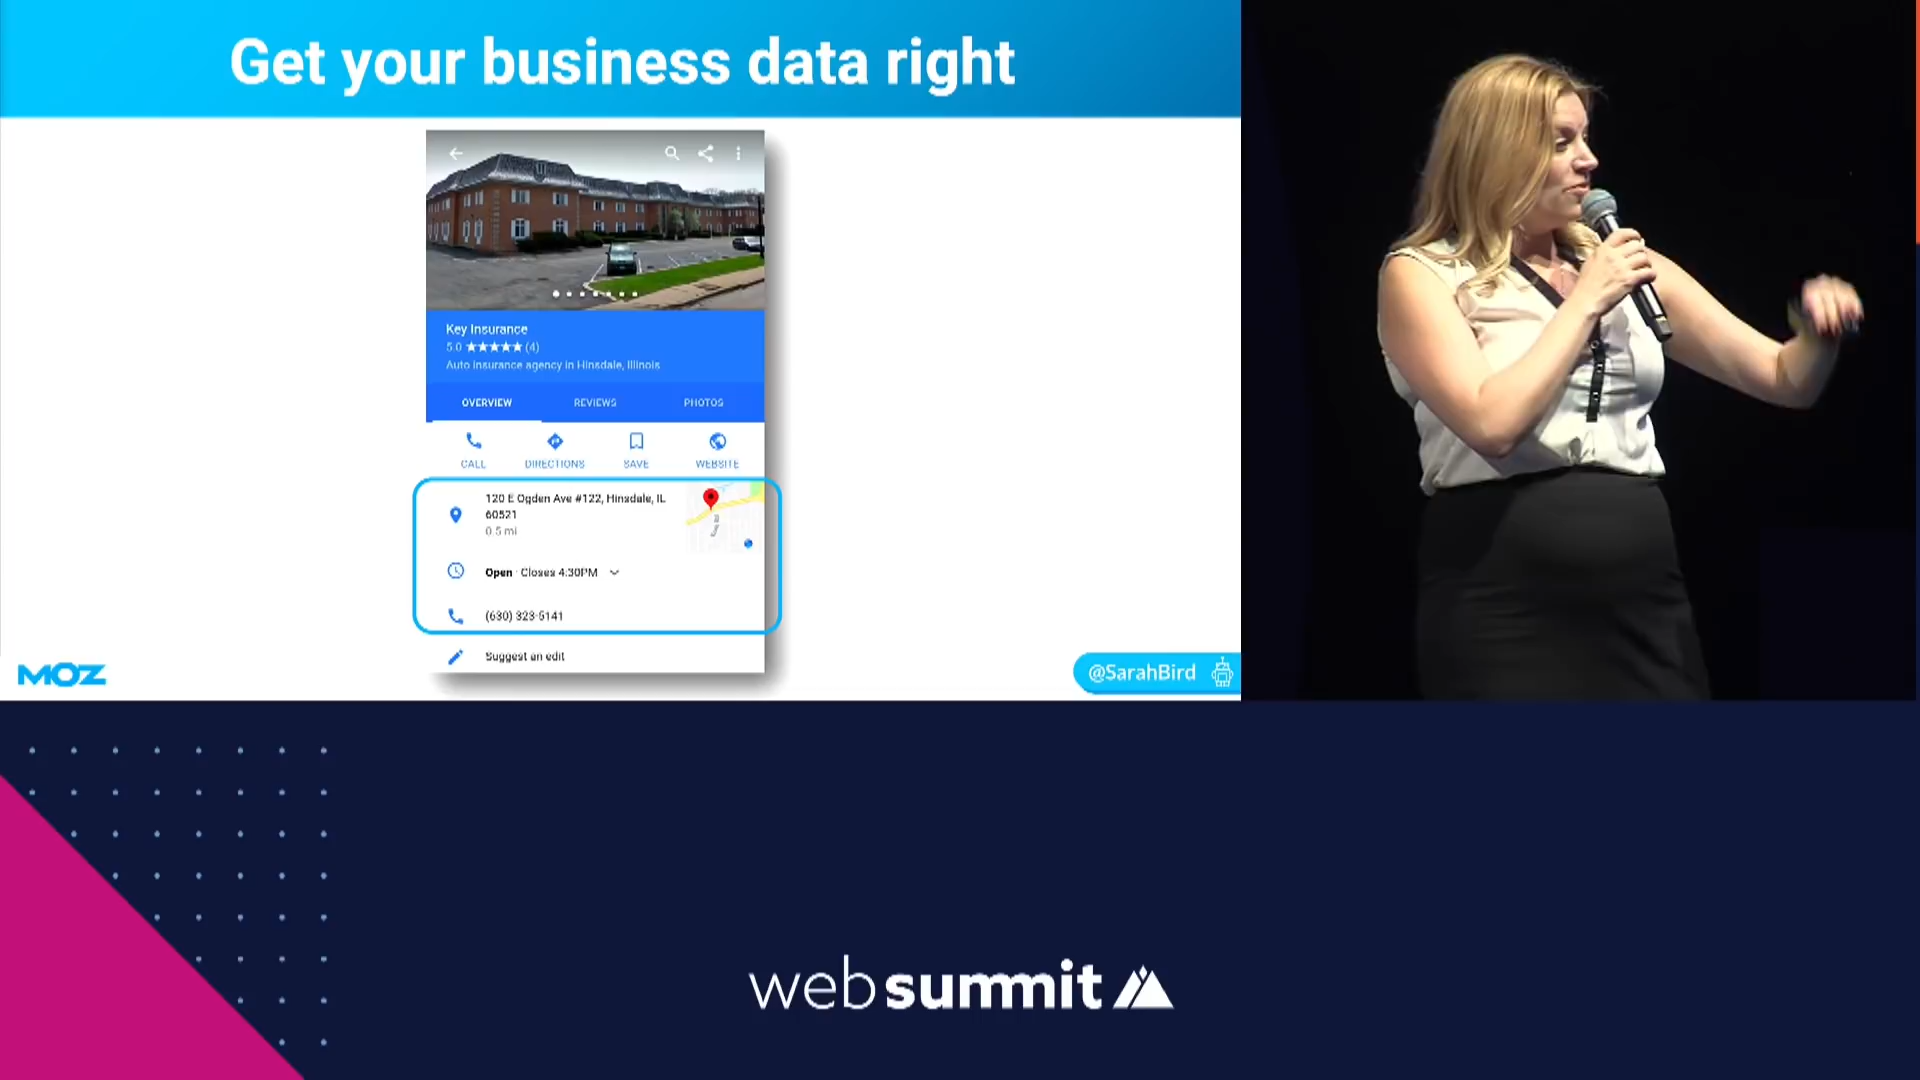 Get your business data right
Key Insurance
5.0 ★★★★★ (4)
Auto insurance agency in Hinsdale, Illinois
OVERVIEW REVIEWS PHOTOS
CALL DIRECTIONS SAVE WEBSITE
120 E Ogden Ave #122, Hinsdale, IL
60521
0.5 mi
Open · Closes 4:30PM
(630) 323-5141
Suggest an edit
MOZ
@SarahBird
websummit